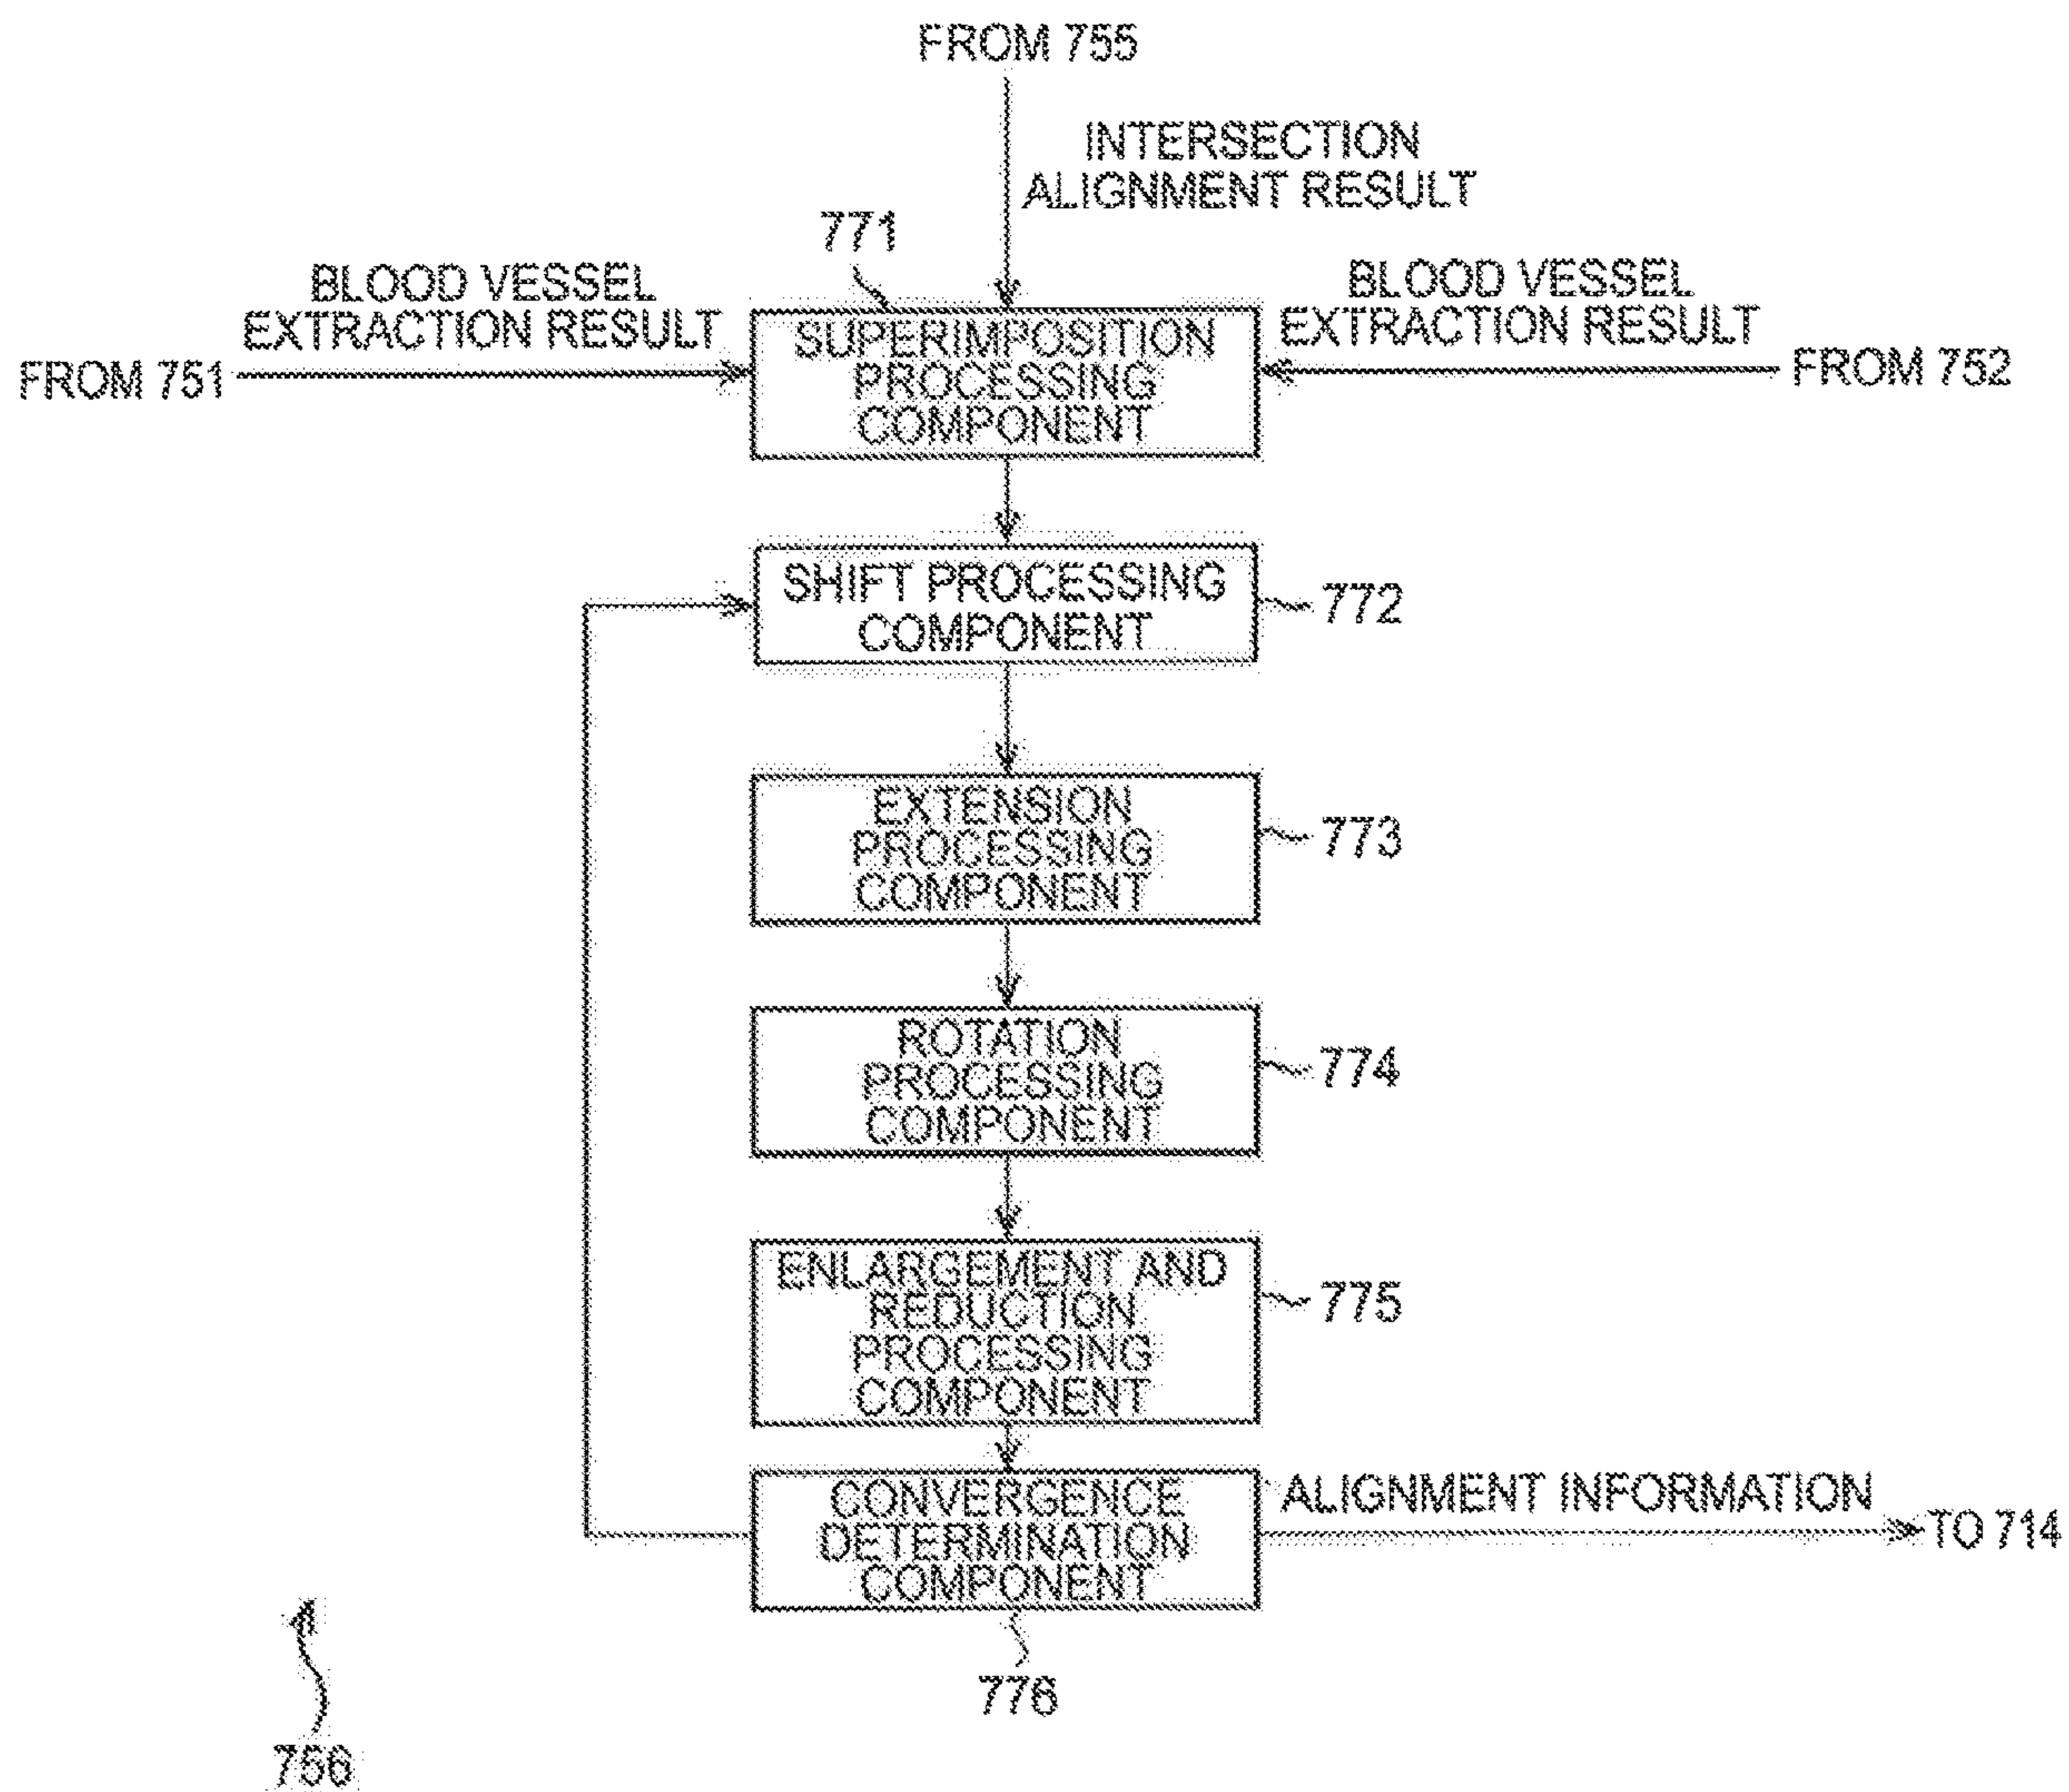 FROM 755
INTERSECTION
ALIGNMENT RESULT
771
BLOOD VESSEL
EXTRACTION RESULT
BLOOD VESSEL
EXTRACTION RESULT
FROM 751
SUPERIMPOSITION
PROCESSING
COMPONENT
FROM 752
SHIFT PROCESSING
COMPONENT
772
EXTENSION
PROCESSING
COMPONENT
773
ROTATION
PROCESSING
COMPONENT
774
ENLARGEMENT AND
REDUCTION
PROCESSING
COMPONENT
775
CONVERGENCE
DETERMINATION
COMPONENT
ALIGNMENT INFORMATION
TO 714
776
756